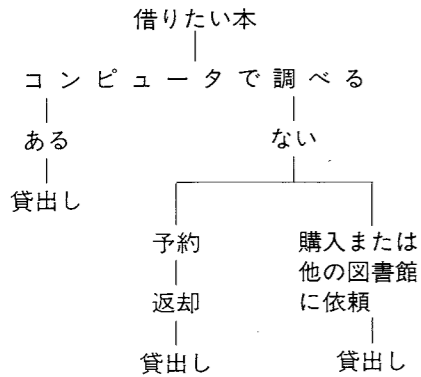 借りたい本
コンピュータで調べる
ある
ない
貸出し
予約
購入または
他の図書館
に依頼
返却
貸出し
貸出し